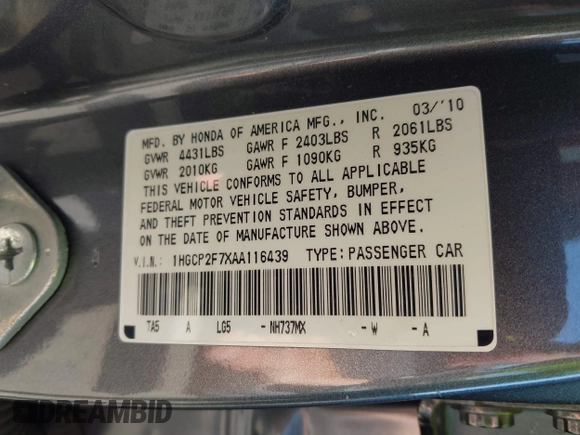 MFD. BY HONDA OF AMERICA MFG., INC. 03/'10
GVWR 4431LBS GAWR F 2403LBS R 2061LBS
GVWR 2010KG GAWR F 1090KG R 935KG
THIS VEHICLE CONFORMS TO ALL APPLICABLE
FEDERAL MOTOR VEHICLE SAFETY, BUMPER,
AND THEFT PREVENTION STANDARDS IN EFFECT
ON THE DATE OF MANUFACTURE SHOWN ABOVE.
V.I.N.: 1HGCP2F7XAA116439 TYPE: PASSENGER CAR
TA5 A LG5 - NH737MX - W - A
DREAMBID